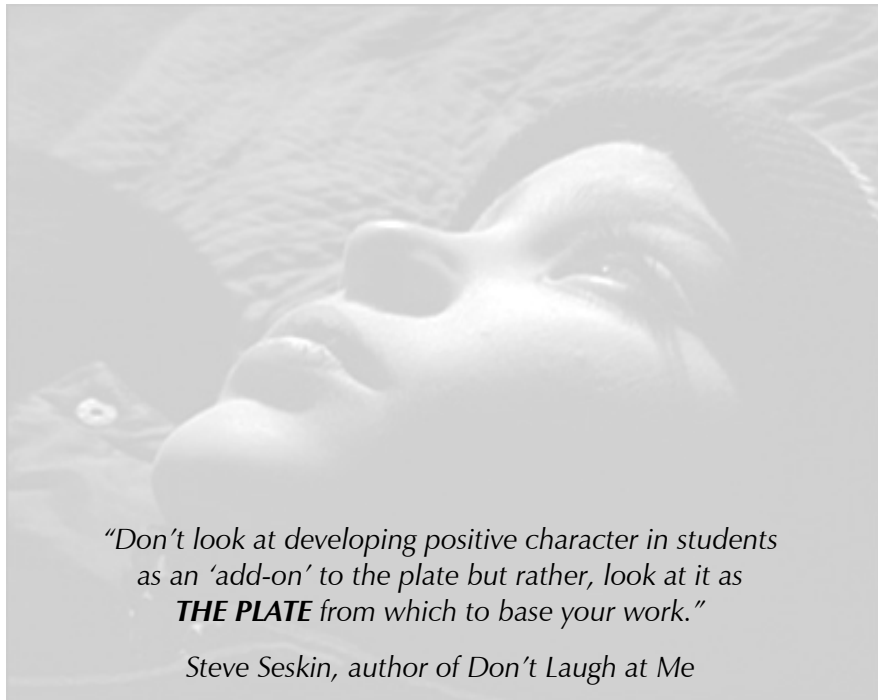 “Don’t look at developing positive character in students
as an ‘add-on’ to the plate but rather, look at it as
THE PLATE from which to base your work.”
Steve Seskin, author of Don’t Laugh at Me